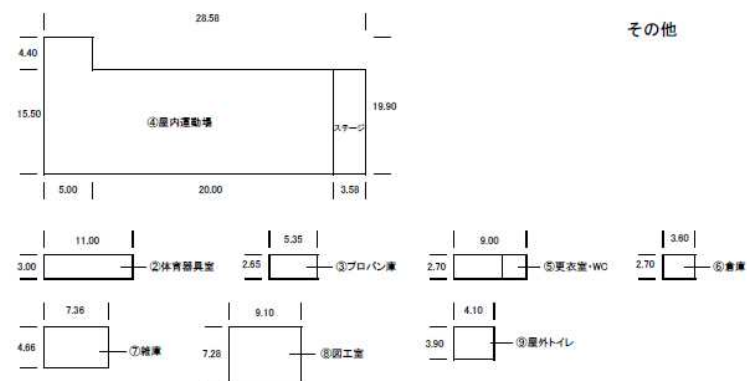 28.58
その他
4.40
15.50
④屋内運動場
ステージ
19.90
5.00
20.00
3.58
11.00
5.35
9.00
3.60
3.00
②体育器具室
2.65
③プロパン庫
2.70
⑤更衣室・WC
2.70
⑥倉庫
7.36
9.10
4.10
4.66
⑦雑庫
7.28
⑧図工室
3.90
⑨屋外トイレ